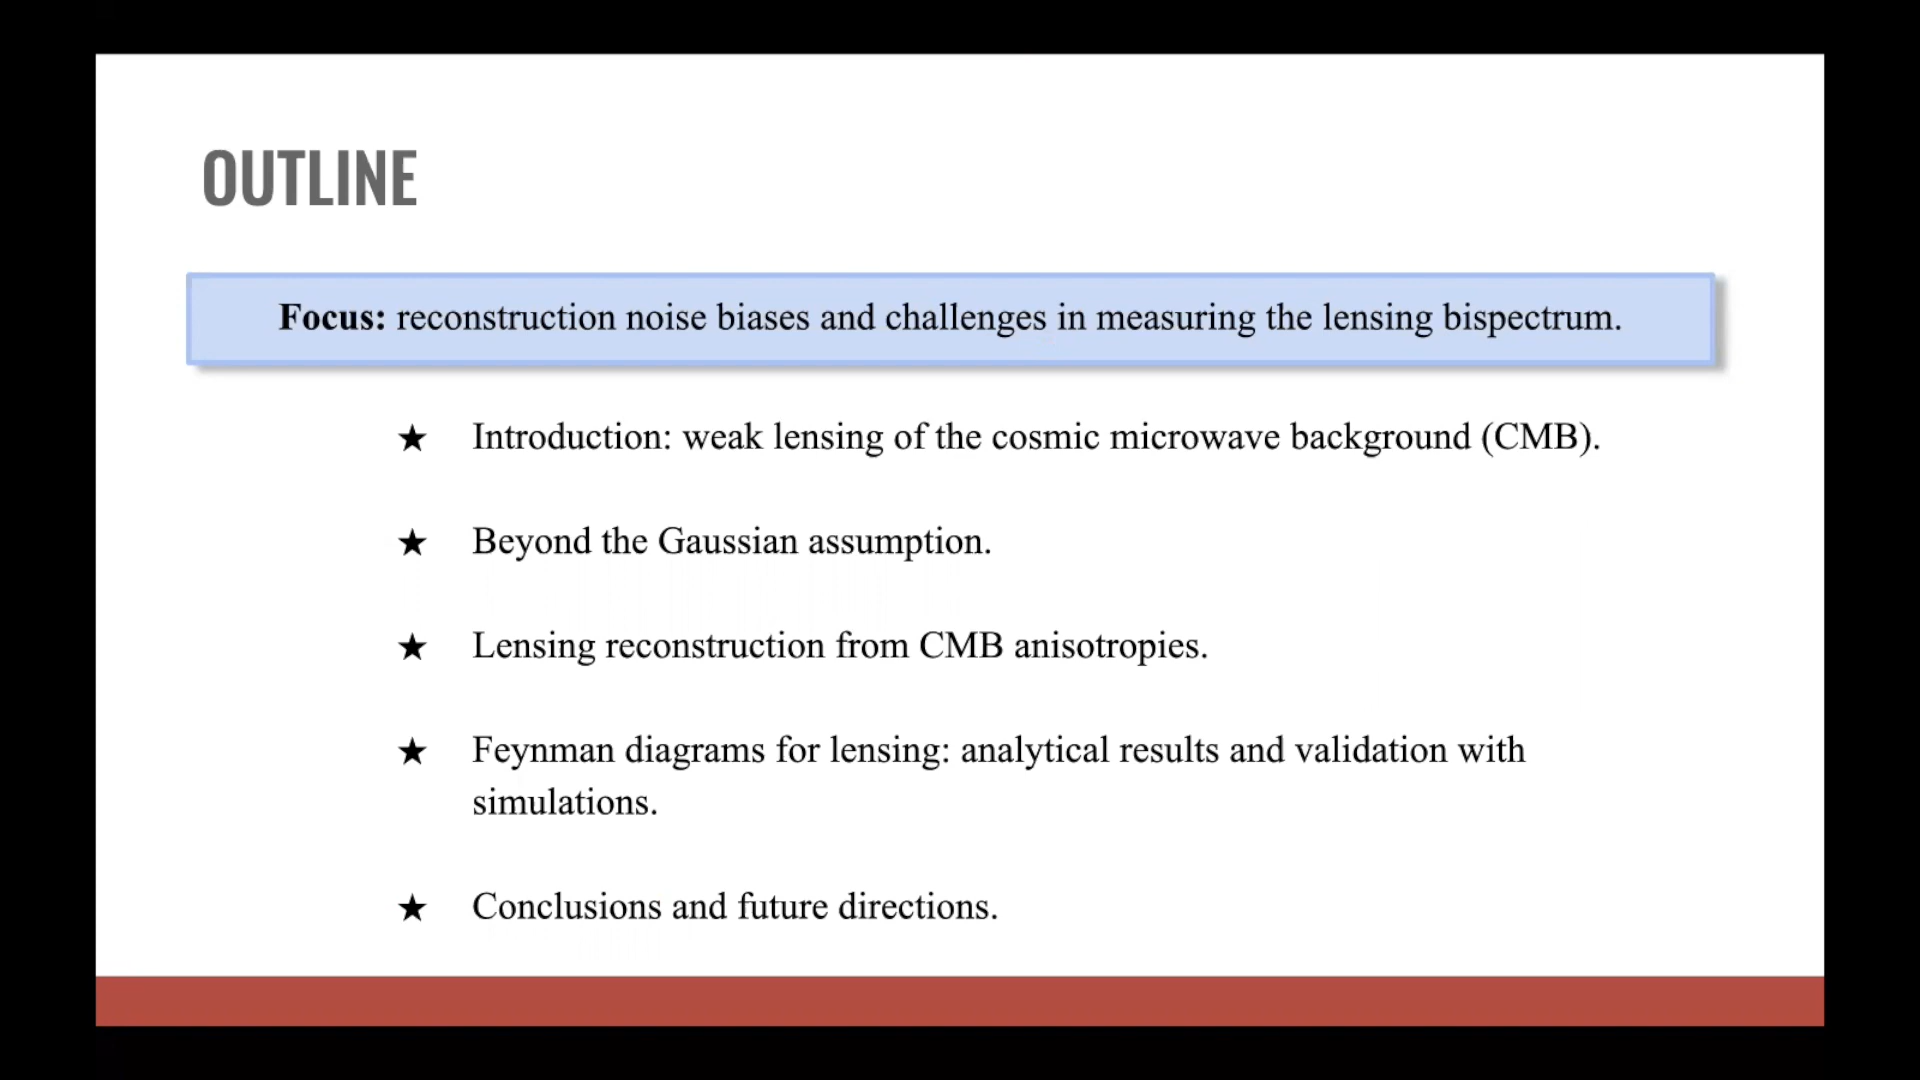 OUTLINE
Focus: reconstruction noise biases and challenges in measuring the lensing bispectrum.
★ Introduction: weak lensing of the cosmic microwave background (CMB).
★ Beyond the Gaussian assumption.
★ Lensing reconstruction from CMB anisotropies.
★ Feynman diagrams for lensing: analytical results and validation with
simulations.
★ Conclusions and future directions.